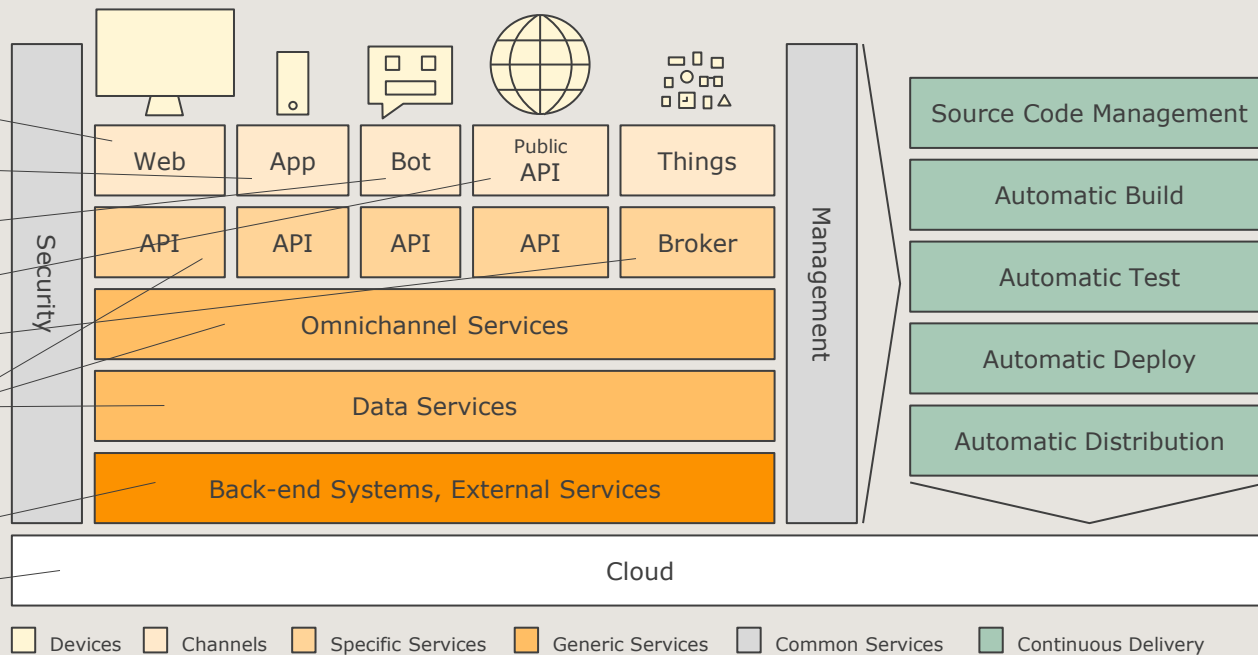 Web
App
Bot
Public
API
Things
Source Code Management
Automatic Build
API
API
API
API
Broker
Security
Management
Automatic Test
Omnichannel Services
Automatic Deploy
Data Services
Automatic Distribution
Back-end Systems, External Services
Cloud
Devices
Channels
Specific Services
Generic Services
Common Services
Continuous Delivery